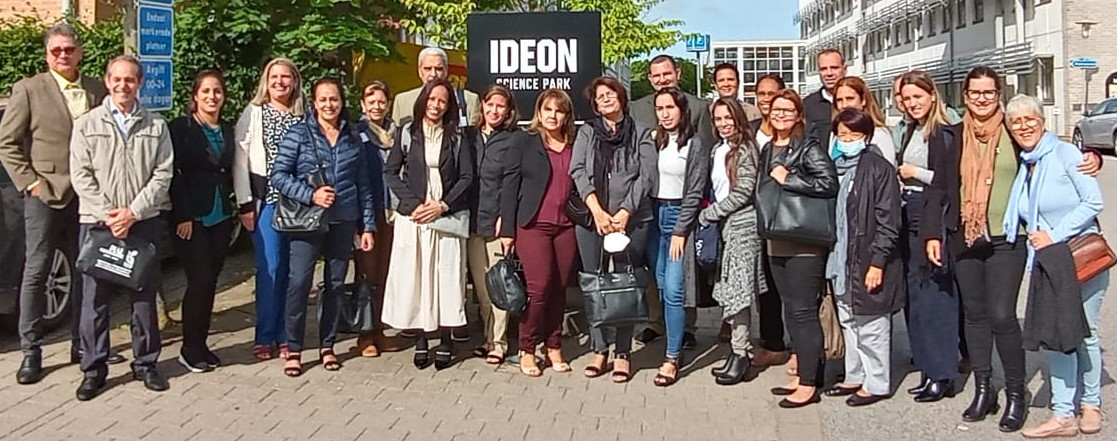 Endast
markerade
platser
Avgift
00-24
alla dagar
IDEON
SCIENCE PARK